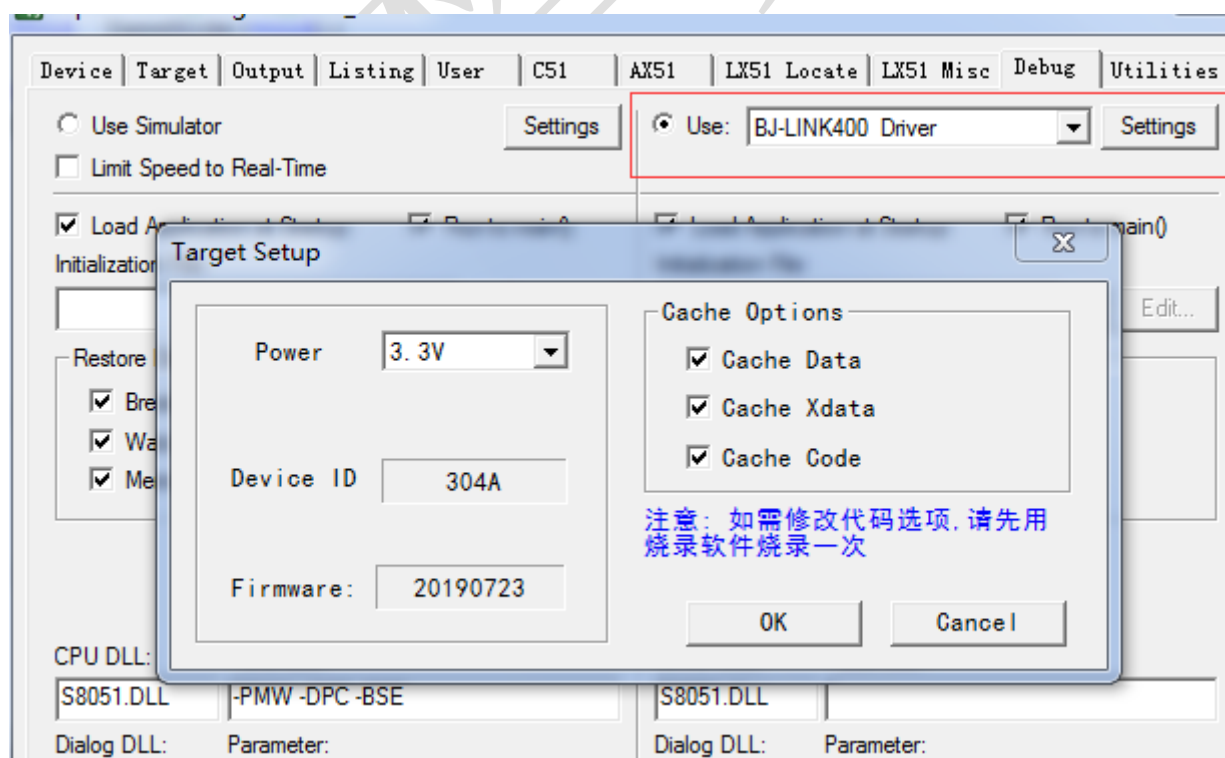 Device Target Output Listing User C51 AX51 LX51 Locate LX51 Misc Debug Utilities
Use Simulator Settings Use: BJ-LINK400 Driver Settings
Limit Speed to Real-Time
Load main()
Target Setup
Initialization
Edit...
Restore
Power 3.3V
Device ID 304A
Firmware: 20190723
Cache Options
Cache Data
Cache Xdata
Cache Code
注意: 如需修改代码选项,请先用
烧录软件烧录一次
OK Cancel
CPU DLL:
S8051.DLL -PMW -DPC -BSE S8051.DLL
Dialog DLL: Parameter: Dialog DLL: Parameter: